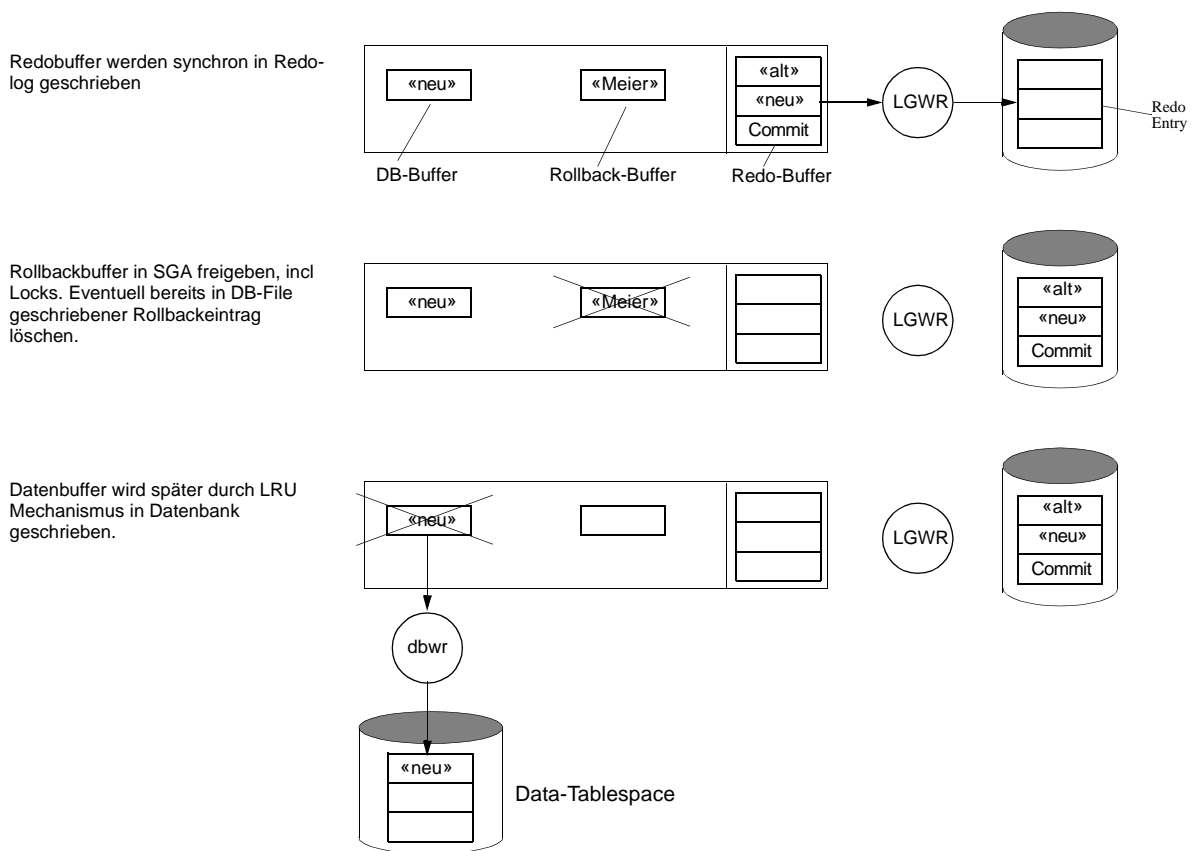 Redobuffer werden synchron in Redo-
log geschrieben
«neu»
«Meier»
«alt»
«neu»
Commit
LGWR
Redo
Entry
DB-Buffer
Rollback-Buffer
Redo-Buffer
Rollbackbuffer in SGA freigeben, incl
Locks. Eventuell bereits in DB-File
geschriebener Rollbackeintrag
löschen.
«neu»
«Meier»
LGWR
«alt»
«neu»
Commit
Datenbuffer wird später durch LRU
Mechanismus in Datenbank
geschrieben.
«neu»
LGWR
«alt»
«neu»
Commit
dbwr
«neu»
Data-Tablespace